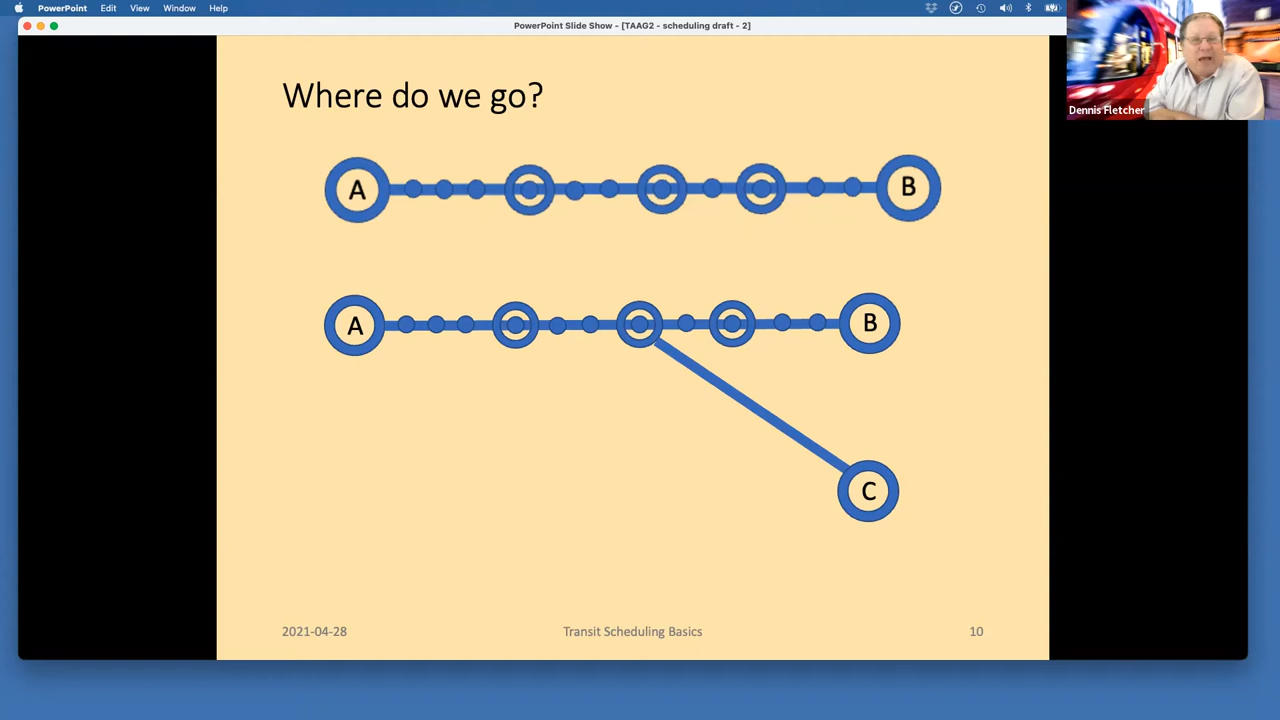 PowerPoint Edit View Window Help
PowerPoint Slide Show - [TAAG2 - scheduling draft - 2]
Dennis Fletcher
Where do we go?
A B
A B
C
2021-04-28 Transit Scheduling Basics 10